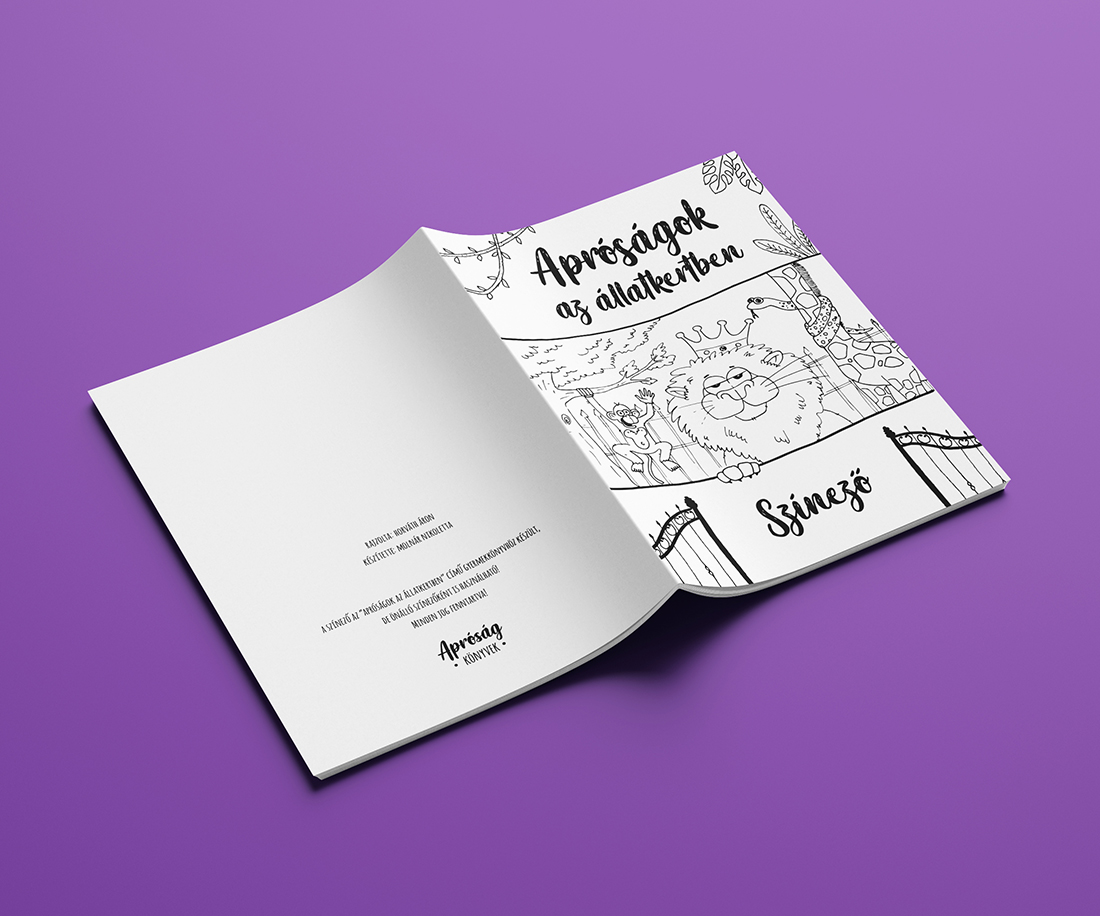 Apróságok
az állatkertben
Színező
RAJZOLTA: HORVÁTH ÁRON
KÉSZÍTETTE: MOLNÁR NIKOLETTA
A SZÍNEZŐ AZ "APRÓSÁGOK AZ ÁLLATKERTBEN" CÍMŰ GYERMEKKÖNYVHÖZ KÉSZÜLT,
DE ÖNÁLLÓ SZÍNEZŐKÉNT IS HASZNÁLHATÓ!
MINDEN JOG FENNTARTVA!
Apróság
• KÖNYVEK •